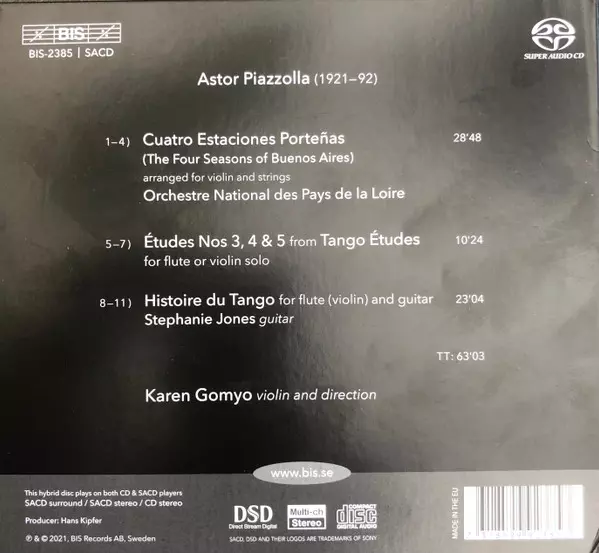 BIS
BIS-2385 | SACD
SUPER AUDIO CD
Astor Piazzolla (1921–92)
1–4) Cuatro Estaciones Porteñas 28'48
(The Four Seasons of Buenos Aires)
arranged for violin and strings
Orchestre National des Pays de la Loire
5–7) Études Nos 3, 4 & 5 from Tango Études 10'24
for flute or violin solo
8–11) Histoire du Tango for flute (violin) and guitar 23'04
Stephanie Jones guitar
TT: 63'03
Karen Gomyo violin and direction
www.bis.se
This hybrid disc plays on both CD & SACD players
SACD surround / SACD stereo / CD stereo
Producer: Hans Kipfer
℗ & © 2021, BIS Records AB, Sweden
DSD
Direct Stream Digital
Multi-ch
Stereo
COMPACT
disc
DIGITAL AUDIO
SACD, DSD AND THEIR LOGOS ARE TRADEMARKS OF SONY
MADE IN THE EU